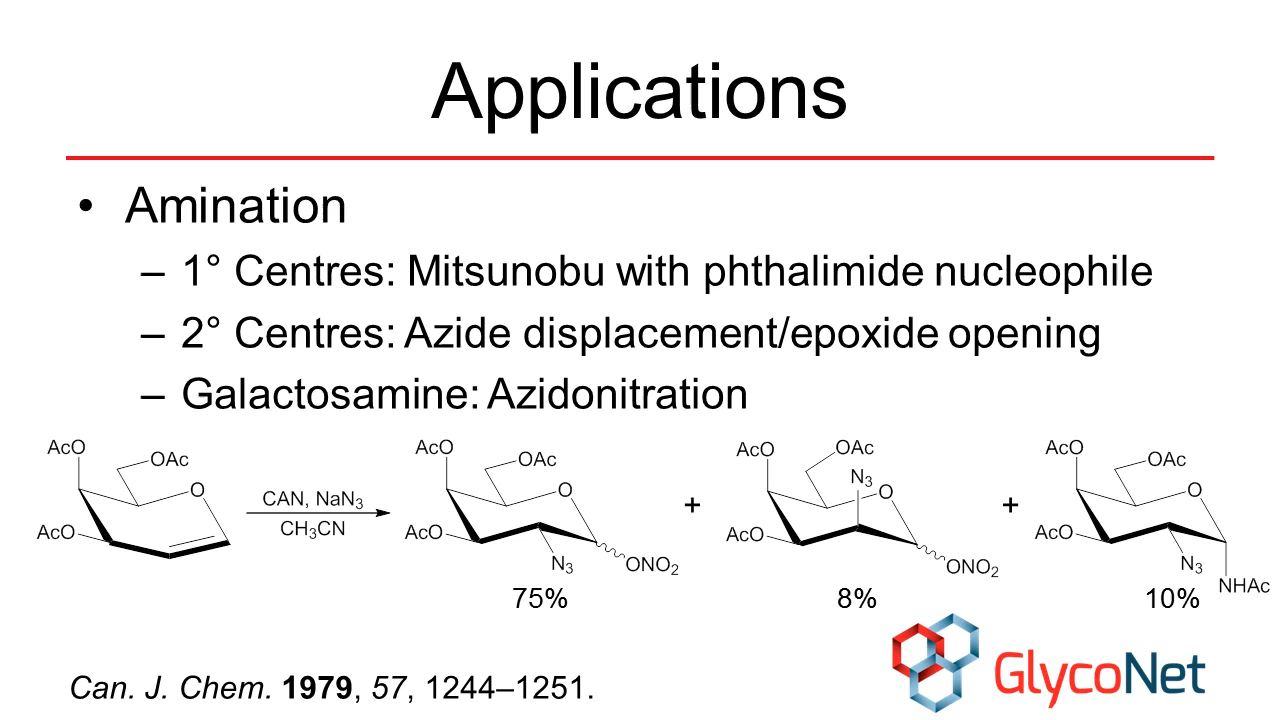 Applications
• Amination
– 1° Centres: Mitsunobu with phthalimide nucleophile
– 2° Centres: Azide displacement/epoxide opening
– Galactosamine: Azidonitration
AcO
OAc
O
AcO
CAN, NaN3
CH3CN
AcO
OAc
O
AcO
N3
ONO2
75%
+
AcO
OAc
N3
O
AcO
ONO2
8%
+
AcO
OAc
O
AcO
N3
NHAc
10%
GlycoNet
Can. J. Chem. 1979, 57, 1244–1251.